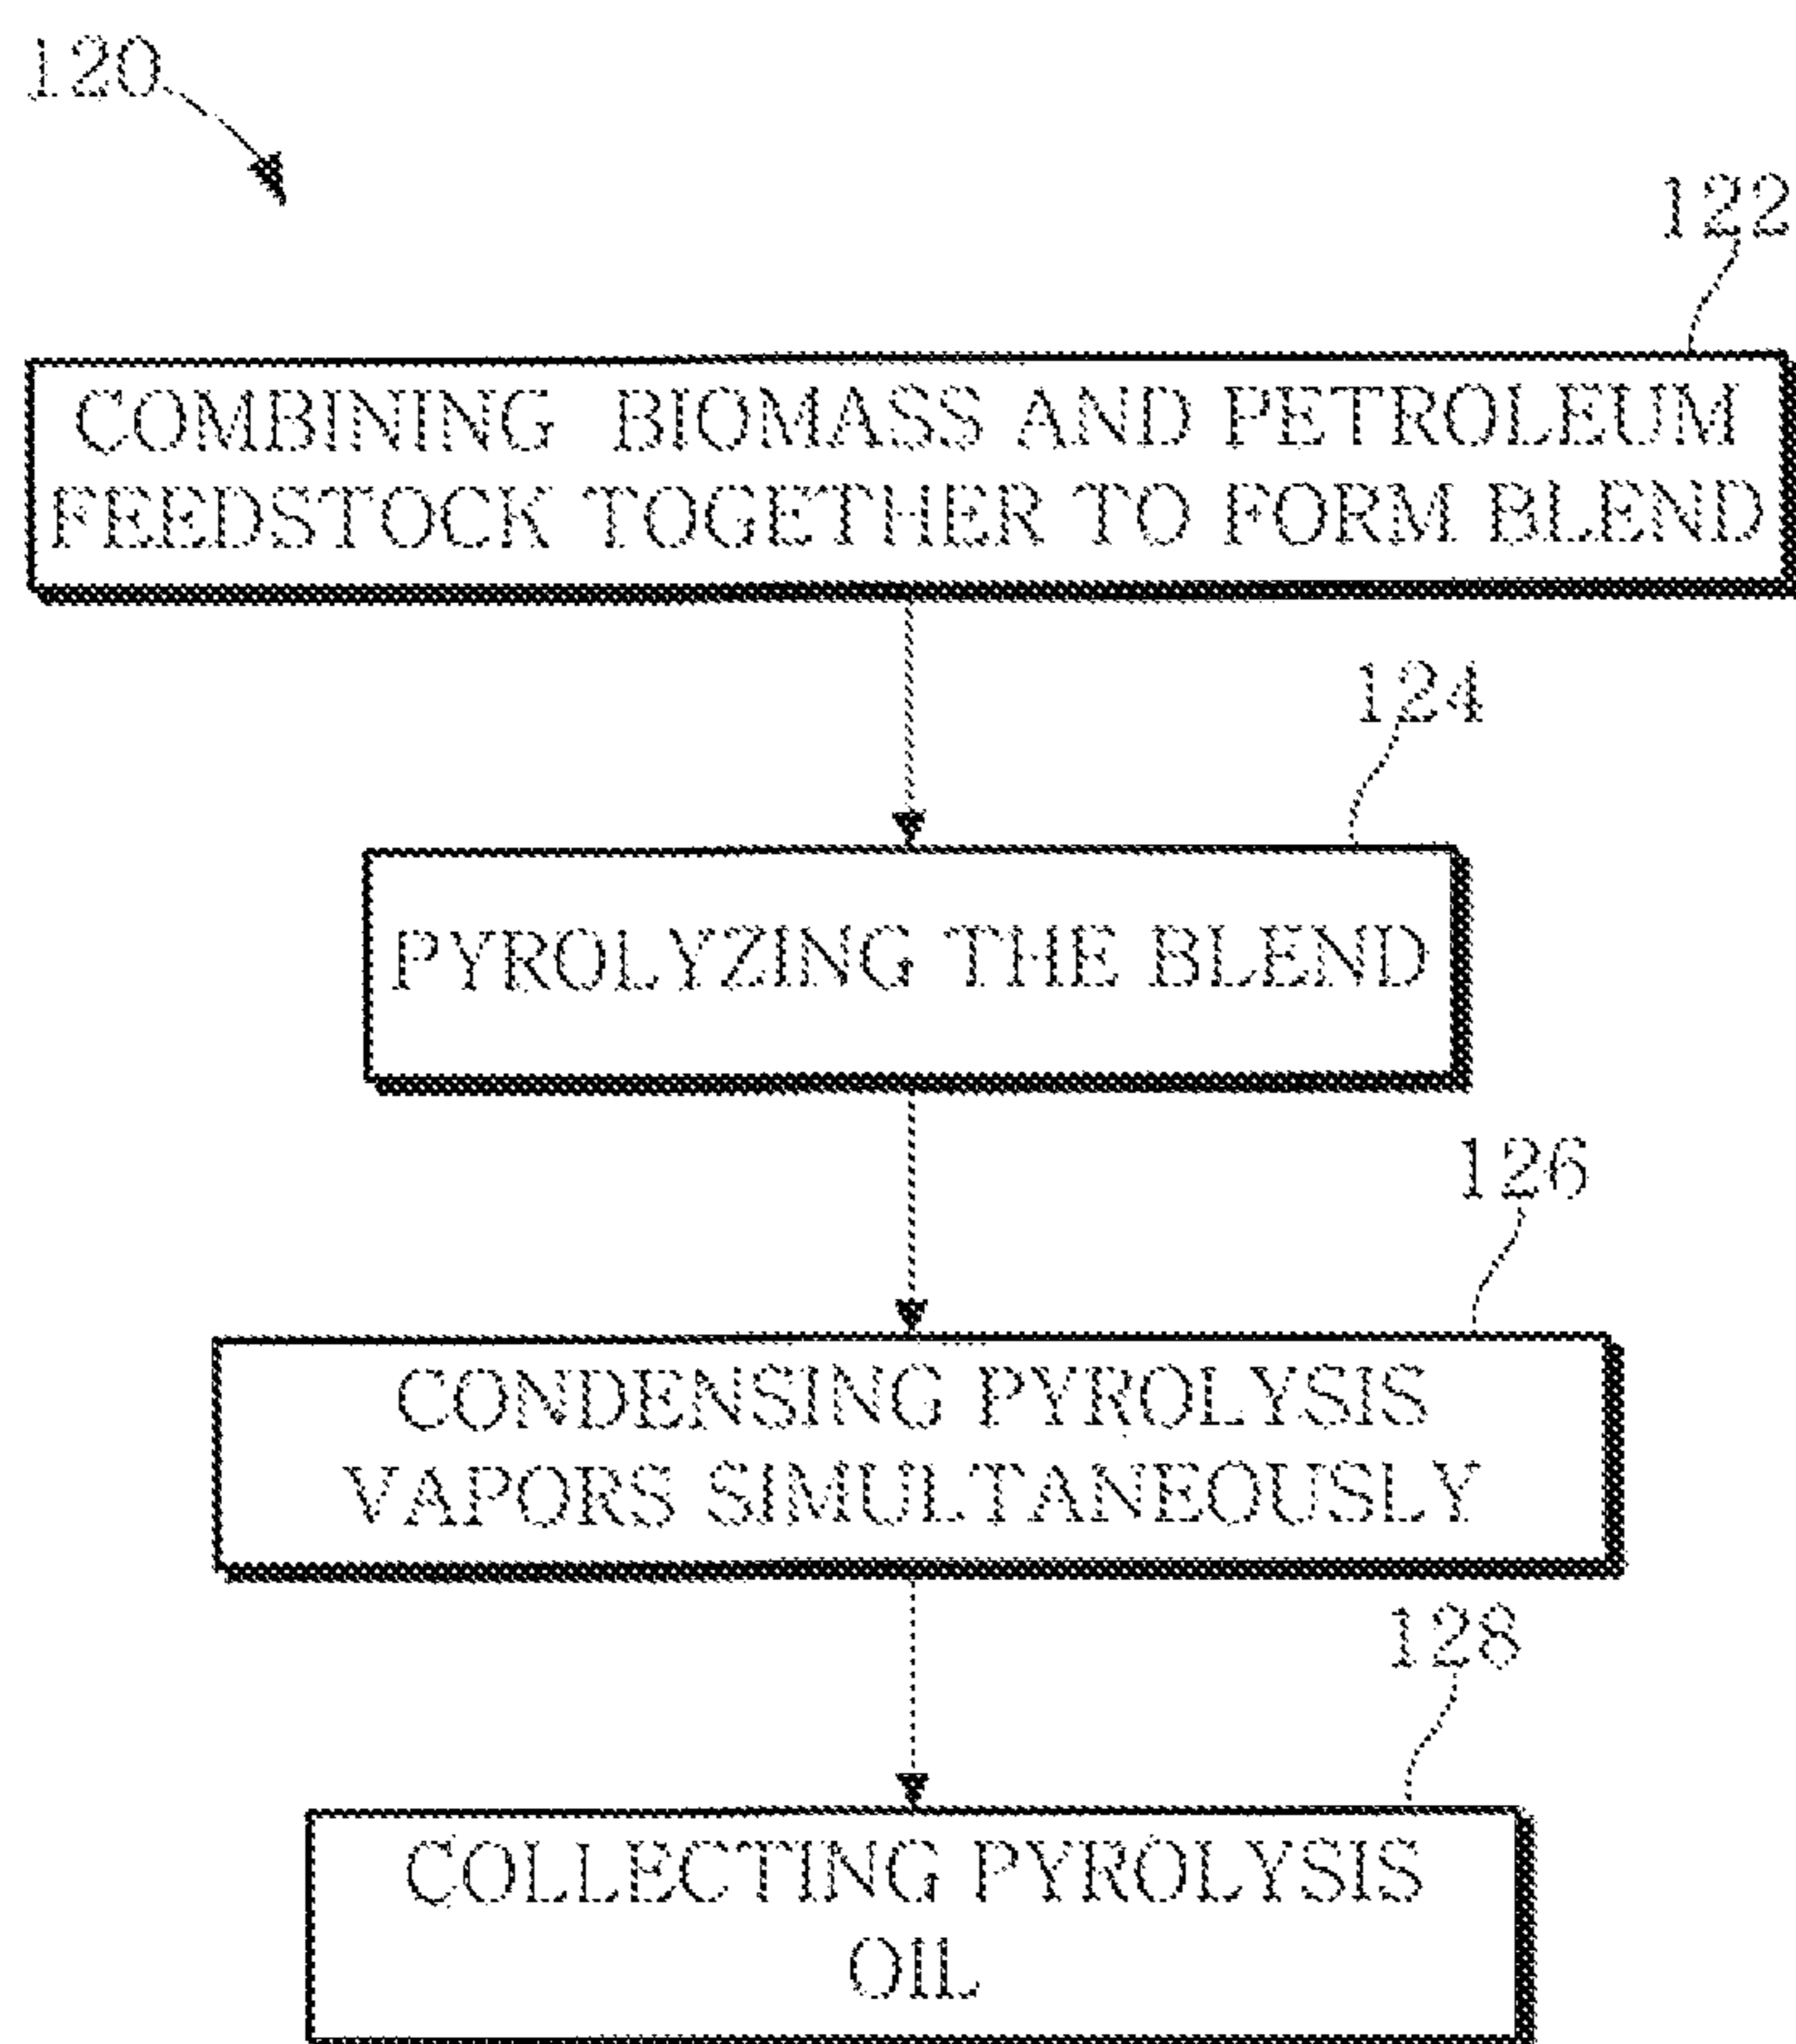 120
122
COMBINING BIOMASS AND PETROLEUM
FEEDSTOCK TOGETHER TO FORM BLEND
124
PYROLYZING THE BLEND
126
CONDENSING PYROLYSIS
VAPORS SIMULTANEOUSLY
128
COLLECTING PYROLYSIS
OIL